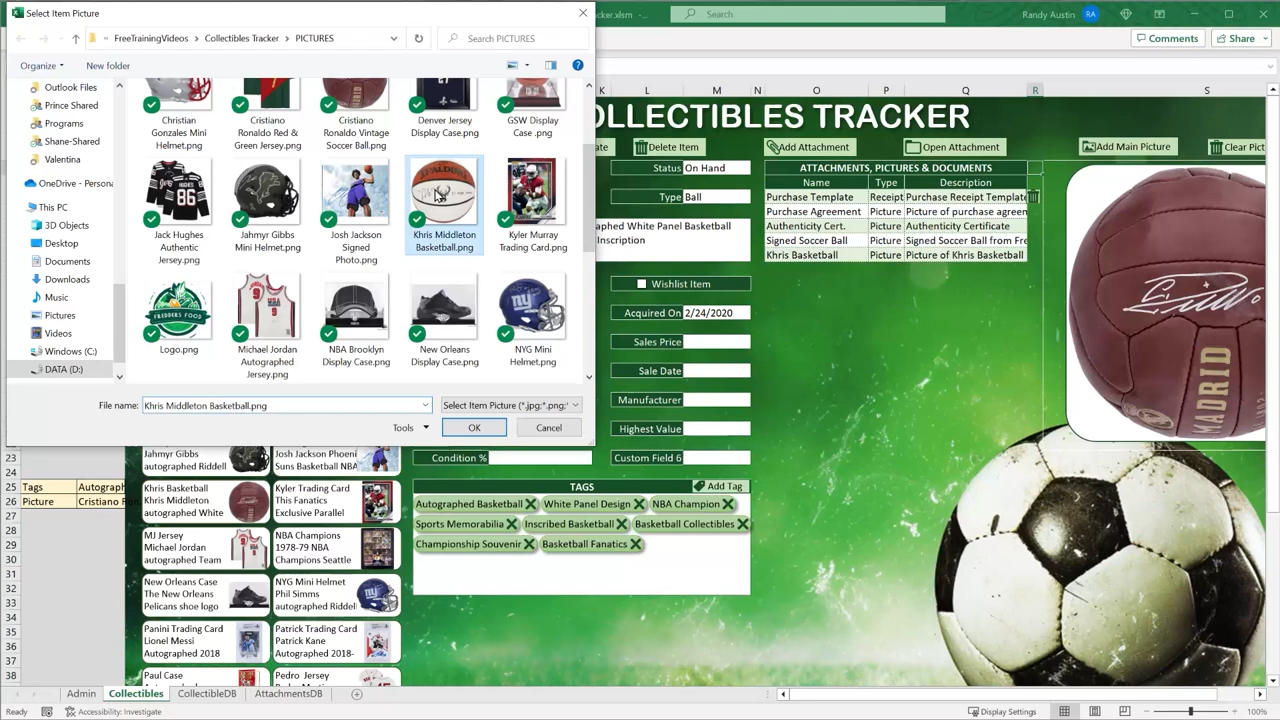 Select Item Picture
cker.xlsm
Search
Randy Austin
RA
FreeTrainingVideos
Collectibles Tracker
PICTURES
Search PICTURES
Comments
Share
Organize
New folder
Outlook Files
Prince Shared
Programs
Shane-Shared
Valentina
OneDrive - Persona
This PC
3D Objects
Desktop
Documents
Downloads
Music
Pictures
Videos
Windows (C:)
DATA (D:)
Christian Gonzales Mini Helmet.png
Cristiano Ronaldo Red & Green Jersey.png
Cristiano Ronaldo Vintage Soccer Ball.png
Denver Jersey Display Case.png
GSW Display Case .png
Jack Hughes Authentic Jersey.png
Jahmyr Gibbs Mini Helmet.png
Josh Jackson Signed Photo.png
Khris Middleton Basketball.png
Kyler Murray Trading Card.png
Logo.png
Michael Jordan Autographed Jersey.png
NBA Brooklyn Display Case.png
New Orleans Display Case.png
NYG Mini Helmet.png
HUGHES
86
27
SPALDING
9
USA
9
ny
FREDDERS FOOD
File name: Khris Middleton Basketball.png
Select Item Picture (*.jpg;*.png;*
Tools
OK
Cancel
K L M N O P Q R S
OLLECTIBLES TRACKER
ate
Delete Item
Add Attachment
Open Attachment
Add Main Picture
Clear Pict
Status On Hand
Type Ball
aphed White Panel Basketball
Inscription
Wishlist Item
Acquired On 2/24/2020
Sales Price
Sale Date
Manufacturer
Highest Value
Condition %
Custom Field 6
ATTACHMENTS, PICTURES & DOCUMENTS
Name Type Description
Purchase Template Receipt Purchase Receipt Template
Purchase Agreement Picture Picture of purchase agreem
Authenticity Cert. Picture Authenticity Certificate
Signed Soccer Ball Picture Signed Soccer Ball from Fre
Khris Basketball Picture Picture of Khris Basketball
MADRID
TAGS
Add Tag
Autographed Basketball
White Panel Design
NBA Champion
Sports Memorabilia
Inscribed Basketball
Basketball Collectibles
Championship Souvenir
Basketball Fanatics
23
24
25 Tags Autograph
26 Picture Cristiano Ron
27
28
29
30
31
32
33
34
35
36
37
38
Jahmyr Gibbs
autographed Riddell
Josh Jackson Phoeni
Suns Basketball NBA
Khris Basketball
Khris Middleton
autographed White
Kyler Trading Card
This Fanatics
Exclusive Parallel
MJ Jersey
Michael Jordan
autographed Team
NBA Champions
1978-79 NBA
Champions Seattle
New Orleans Case
The New Orleans
Pelicans shoe logo
NYG Mini Helmet
Phil Simms
autographed Riddell
Panini Trading Card
Lionel Messi
Autographed 2018
Patrick Trading Card
Patrick Kane
Autographed 2018-
Paul Case
Pedro Jersey
Admin
Collectibles
CollectibleDB
AttachmentsDB
Ready
Accessibility: Investigate
Display Settings
100%